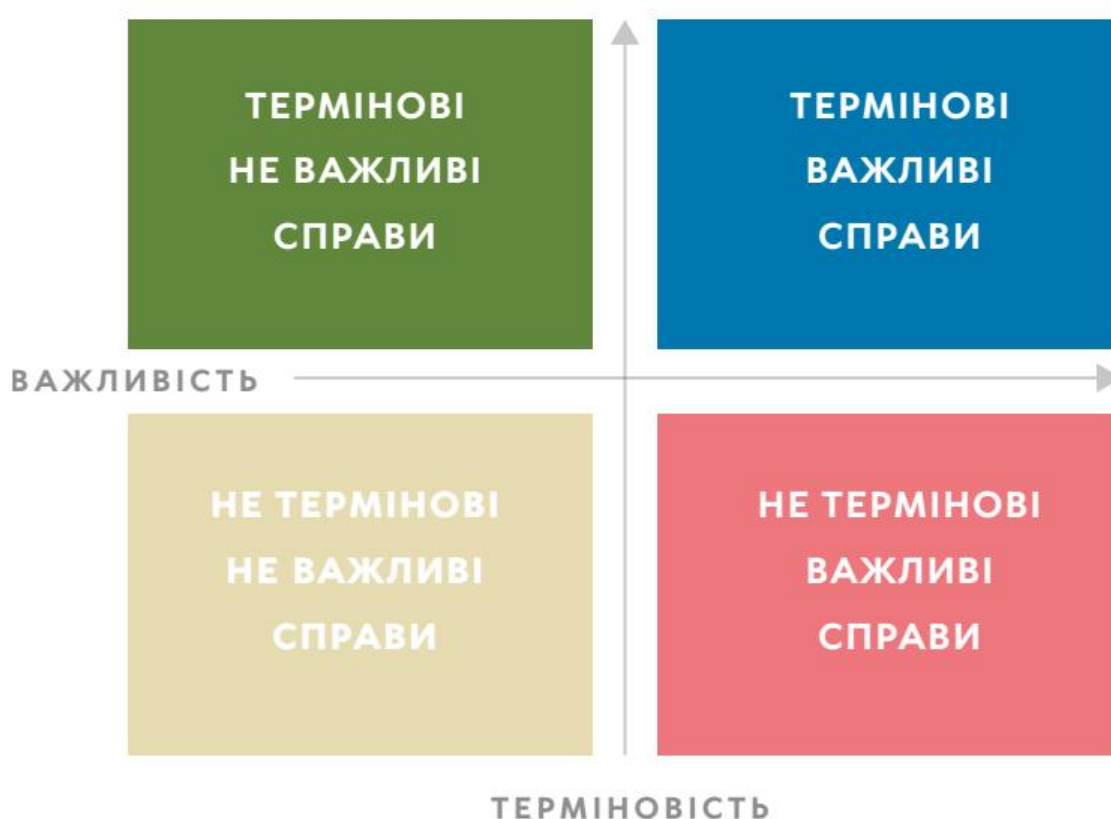 ТЕРМІНОВІ
НЕ ВАЖЛИВІ
СПРАВИ
ТЕРМІНОВІ
ВАЖЛИВІ
СПРАВИ
ВАЖЛИВІСТЬ
НЕ ТЕРМІНОВІ
НЕ ВАЖЛИВІ
СПРАВИ
НЕ ТЕРМІНОВІ
ВАЖЛИВІ
СПРАВИ
ТЕРМІНОВІСТЬ